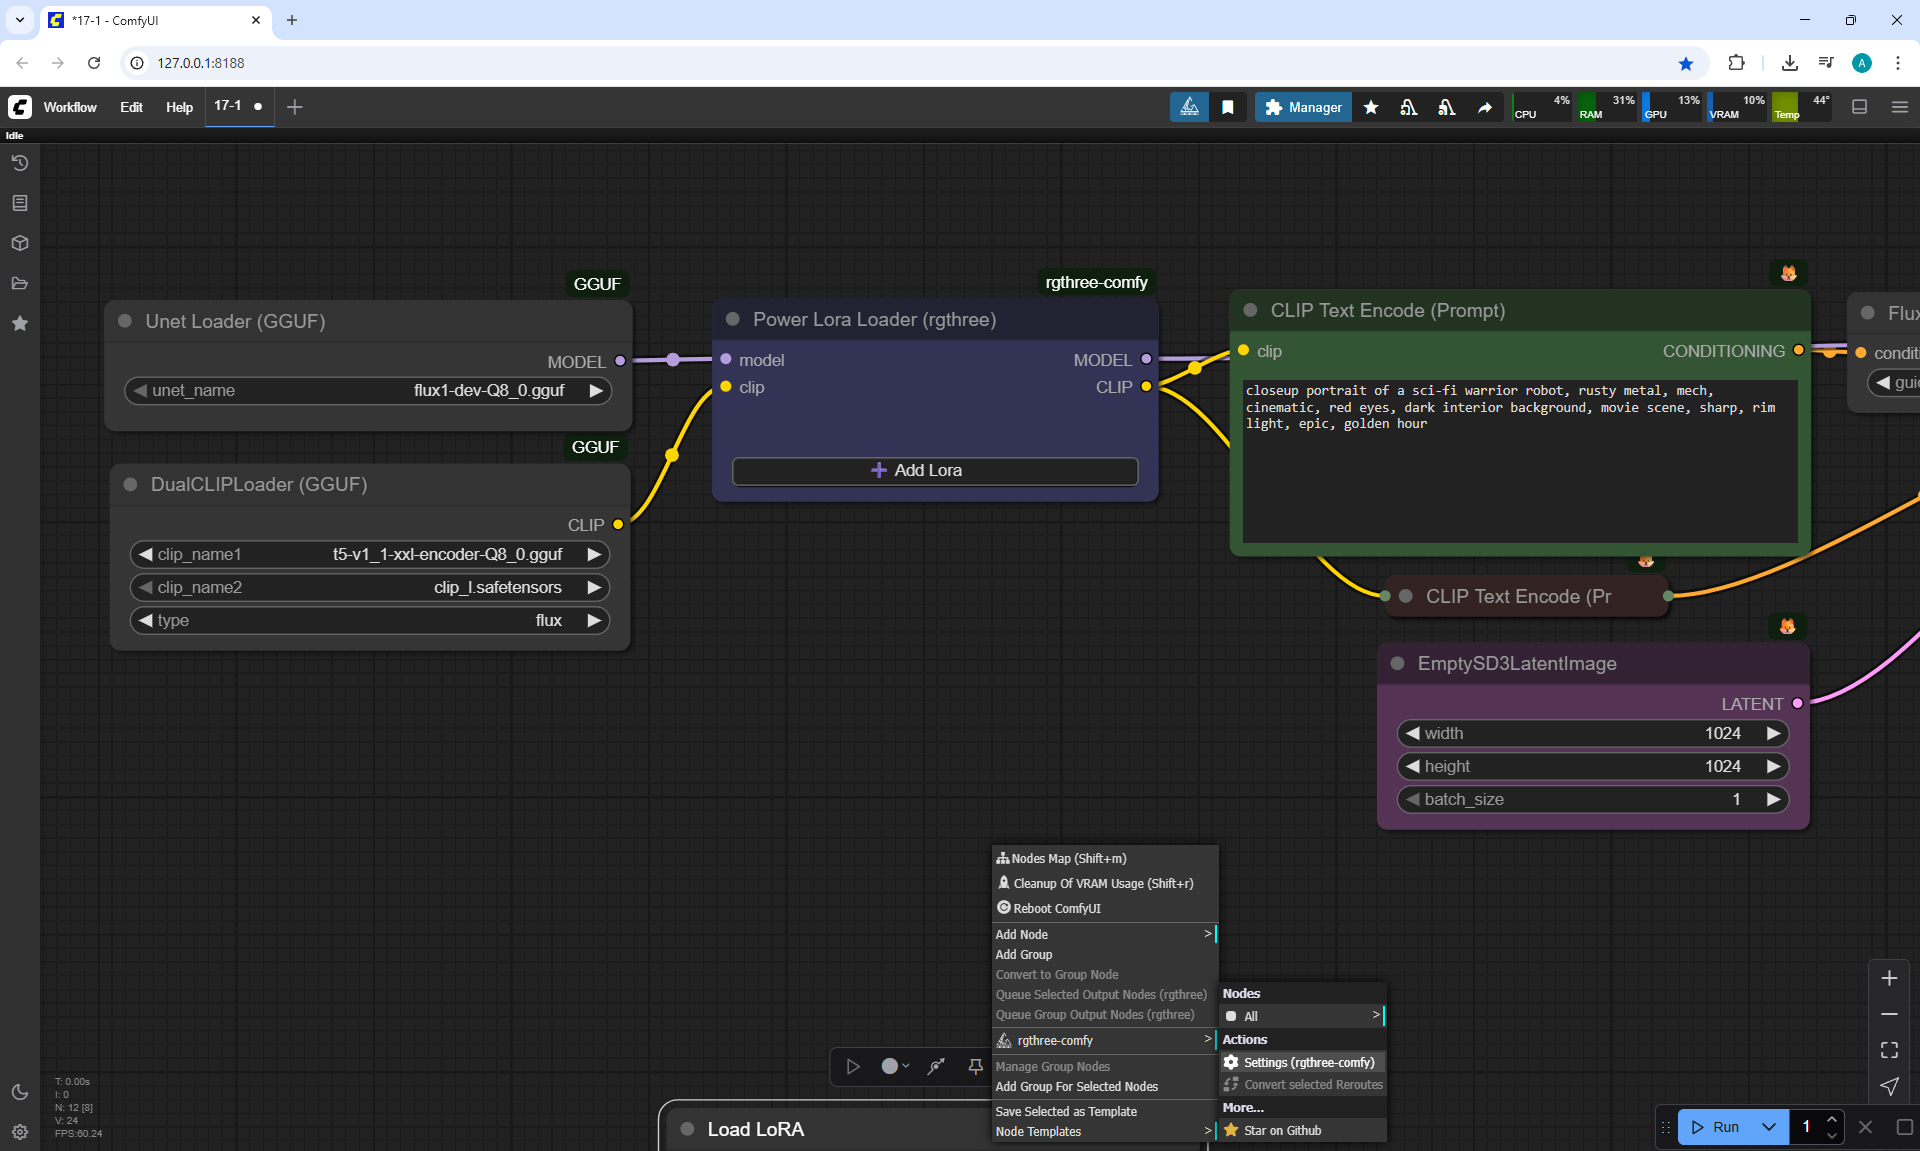 *17-1 - ComfyUI
127.0.0.1:8188
A
Workflow
Edit
Help
17-1
Manager
4%
CPU
31%
RAM
13%
GPU
10%
VRAM
44°
Temp
Idle
GGUF
rgthree-comfy
Unet Loader (GGUF)
MODEL
unet_name
flux1-dev-Q8_0.gguf
GGUF
DualCLIPLoader (GGUF)
CLIP
clip_name1
t5-v1_1-xxl-encoder-Q8_0.gguf
clip_name2
clip_l.safetensors
type
flux
Power Lora Loader (rgthree)
model
MODEL
clip
CLIP
Add Lora
CLIP Text Encode (Prompt)
clip
CONDITIONING
closeup portrait of a sci-fi warrior robot, rusty metal, mech,
cinematic, red eyes, dark interior background, movie scene, sharp, rim
light, epic, golden hour
Flux
conditi
gui
CLIP Text Encode (Pr
EmptySD3LatentImage
LATENT
width
1024
height
1024
batch_size
1
Nodes Map (Shift+m)
Cleanup Of VRAM Usage (Shift+r)
Reboot ComfyUI
Add Node
>
Add Group
Convert to Group Node
Queue Selected Output Nodes (rgthree)
Queue Group Output Nodes (rgthree)
rgthree-comfy
>
Manage Group Nodes
Add Group For Selected Nodes
Save Selected as Template
Node Templates
>
Nodes
All
>
Actions
Settings (rgthree-comfy)
Convert selected Reroutes
More...
Star on Github
Load LoRA
T: 0.00s
I: 0
N: 12 [8]
V: 24
FPS:60.24
Run
1